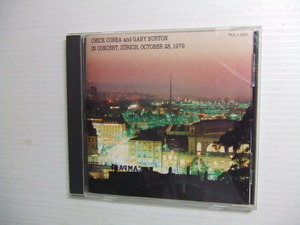 CHICK COREA and GARY BURTON
IN CONCERT, ZÜRICH, OCTOBER 28, 1979